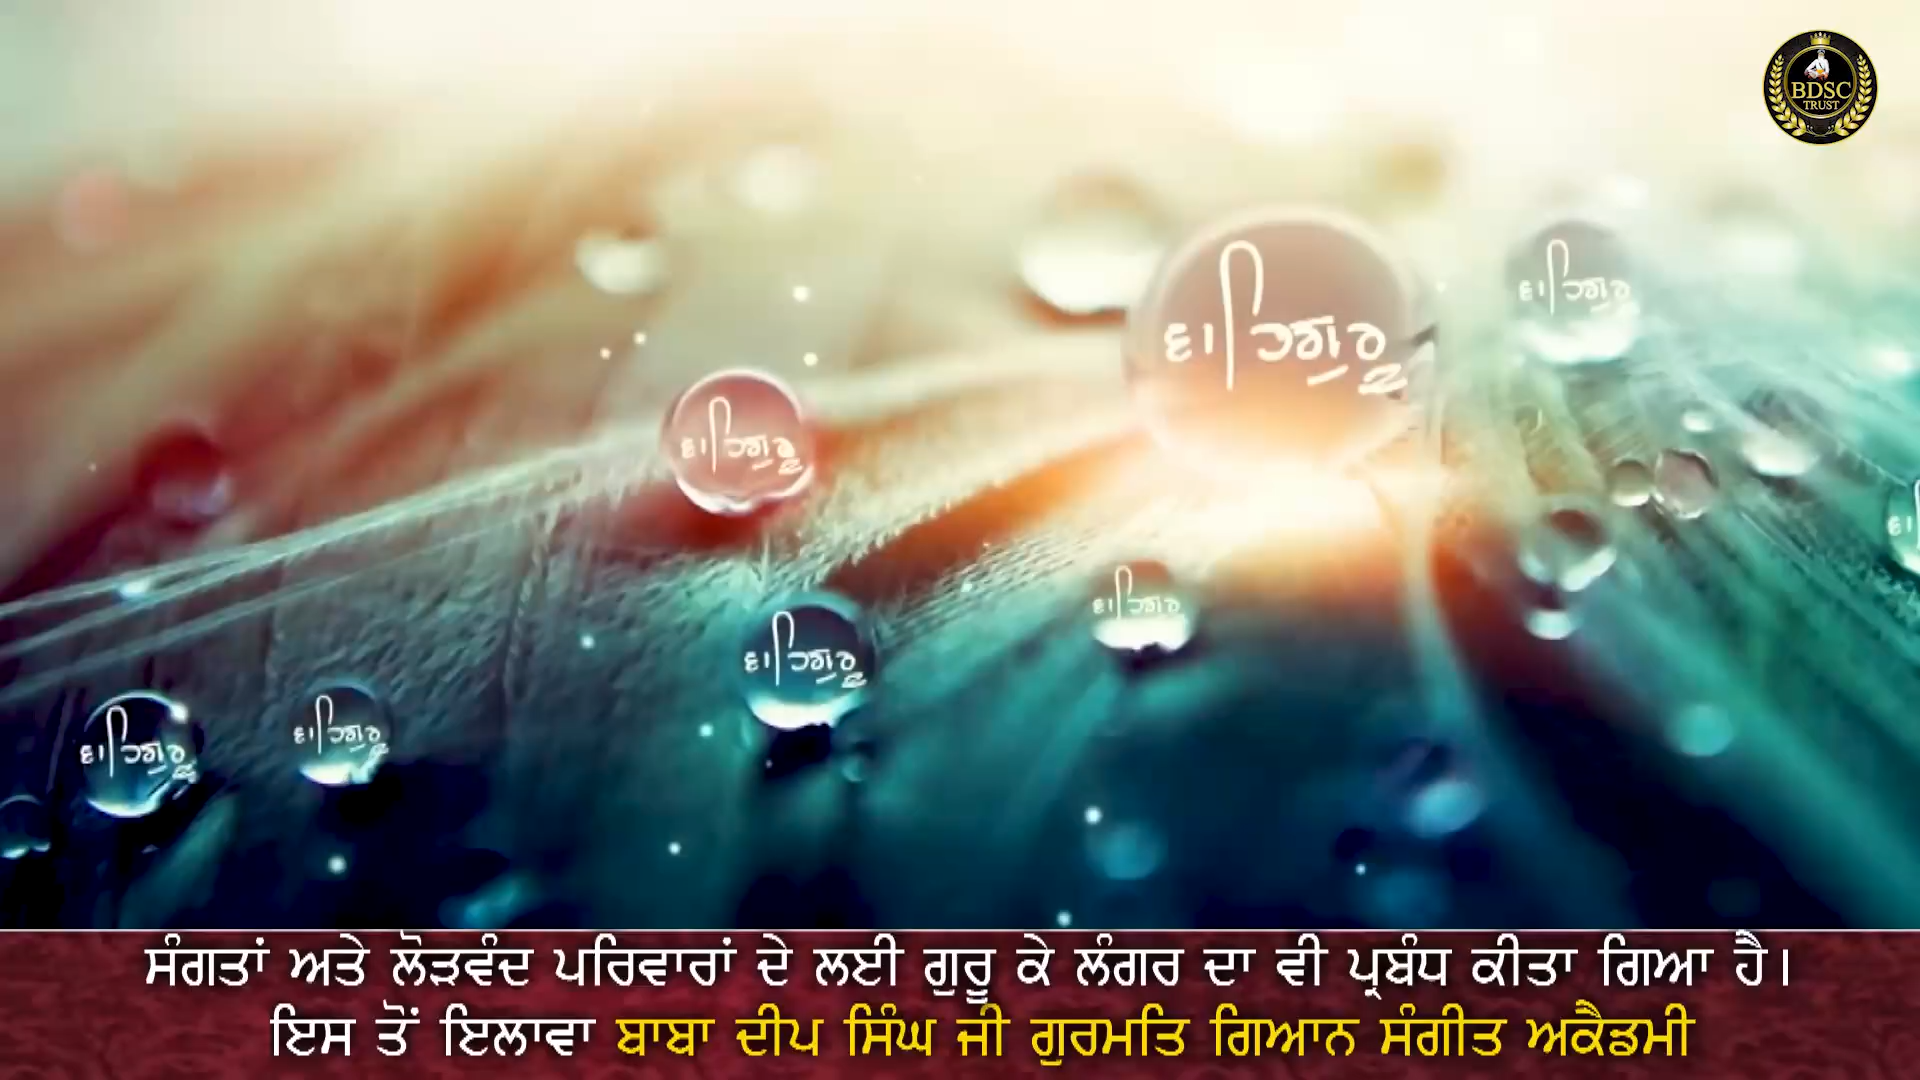 BDSC
TRUST
ਵਾਹਿਗੁਰੂ
ਵਾਹਿਗੁਰੂ
ਵਾਹਿਗੁਰੂ
ਵਾਹਿਗੁਰੂ
ਵਾਹਿਗੁਰੂ
ਵਾਹਿਗੁਰੂ
ਵਾਹਿਗੁਰੂ
ਸੰਗਤਾਂ ਅਤੇ ਲੋੜਵੰਦ ਪਰਿਵਾਰਾਂ ਦੇ ਲਈ ਗੁਰੂ ਕੇ ਲੰਗਰ ਦਾ ਵੀ ਪ੍ਰਬੰਧ ਕੀਤਾ ਗਿਆ ਹੈ।
ਇਸ ਤੋਂ ਇਲਾਵਾ ਬਾਬਾ ਦੀਪ ਸਿੰਘ ਜੀ ਗੁਰਮਤਿ ਗਿਆਨ ਸੰਗੀਤ ਅਕੈਡਮੀ